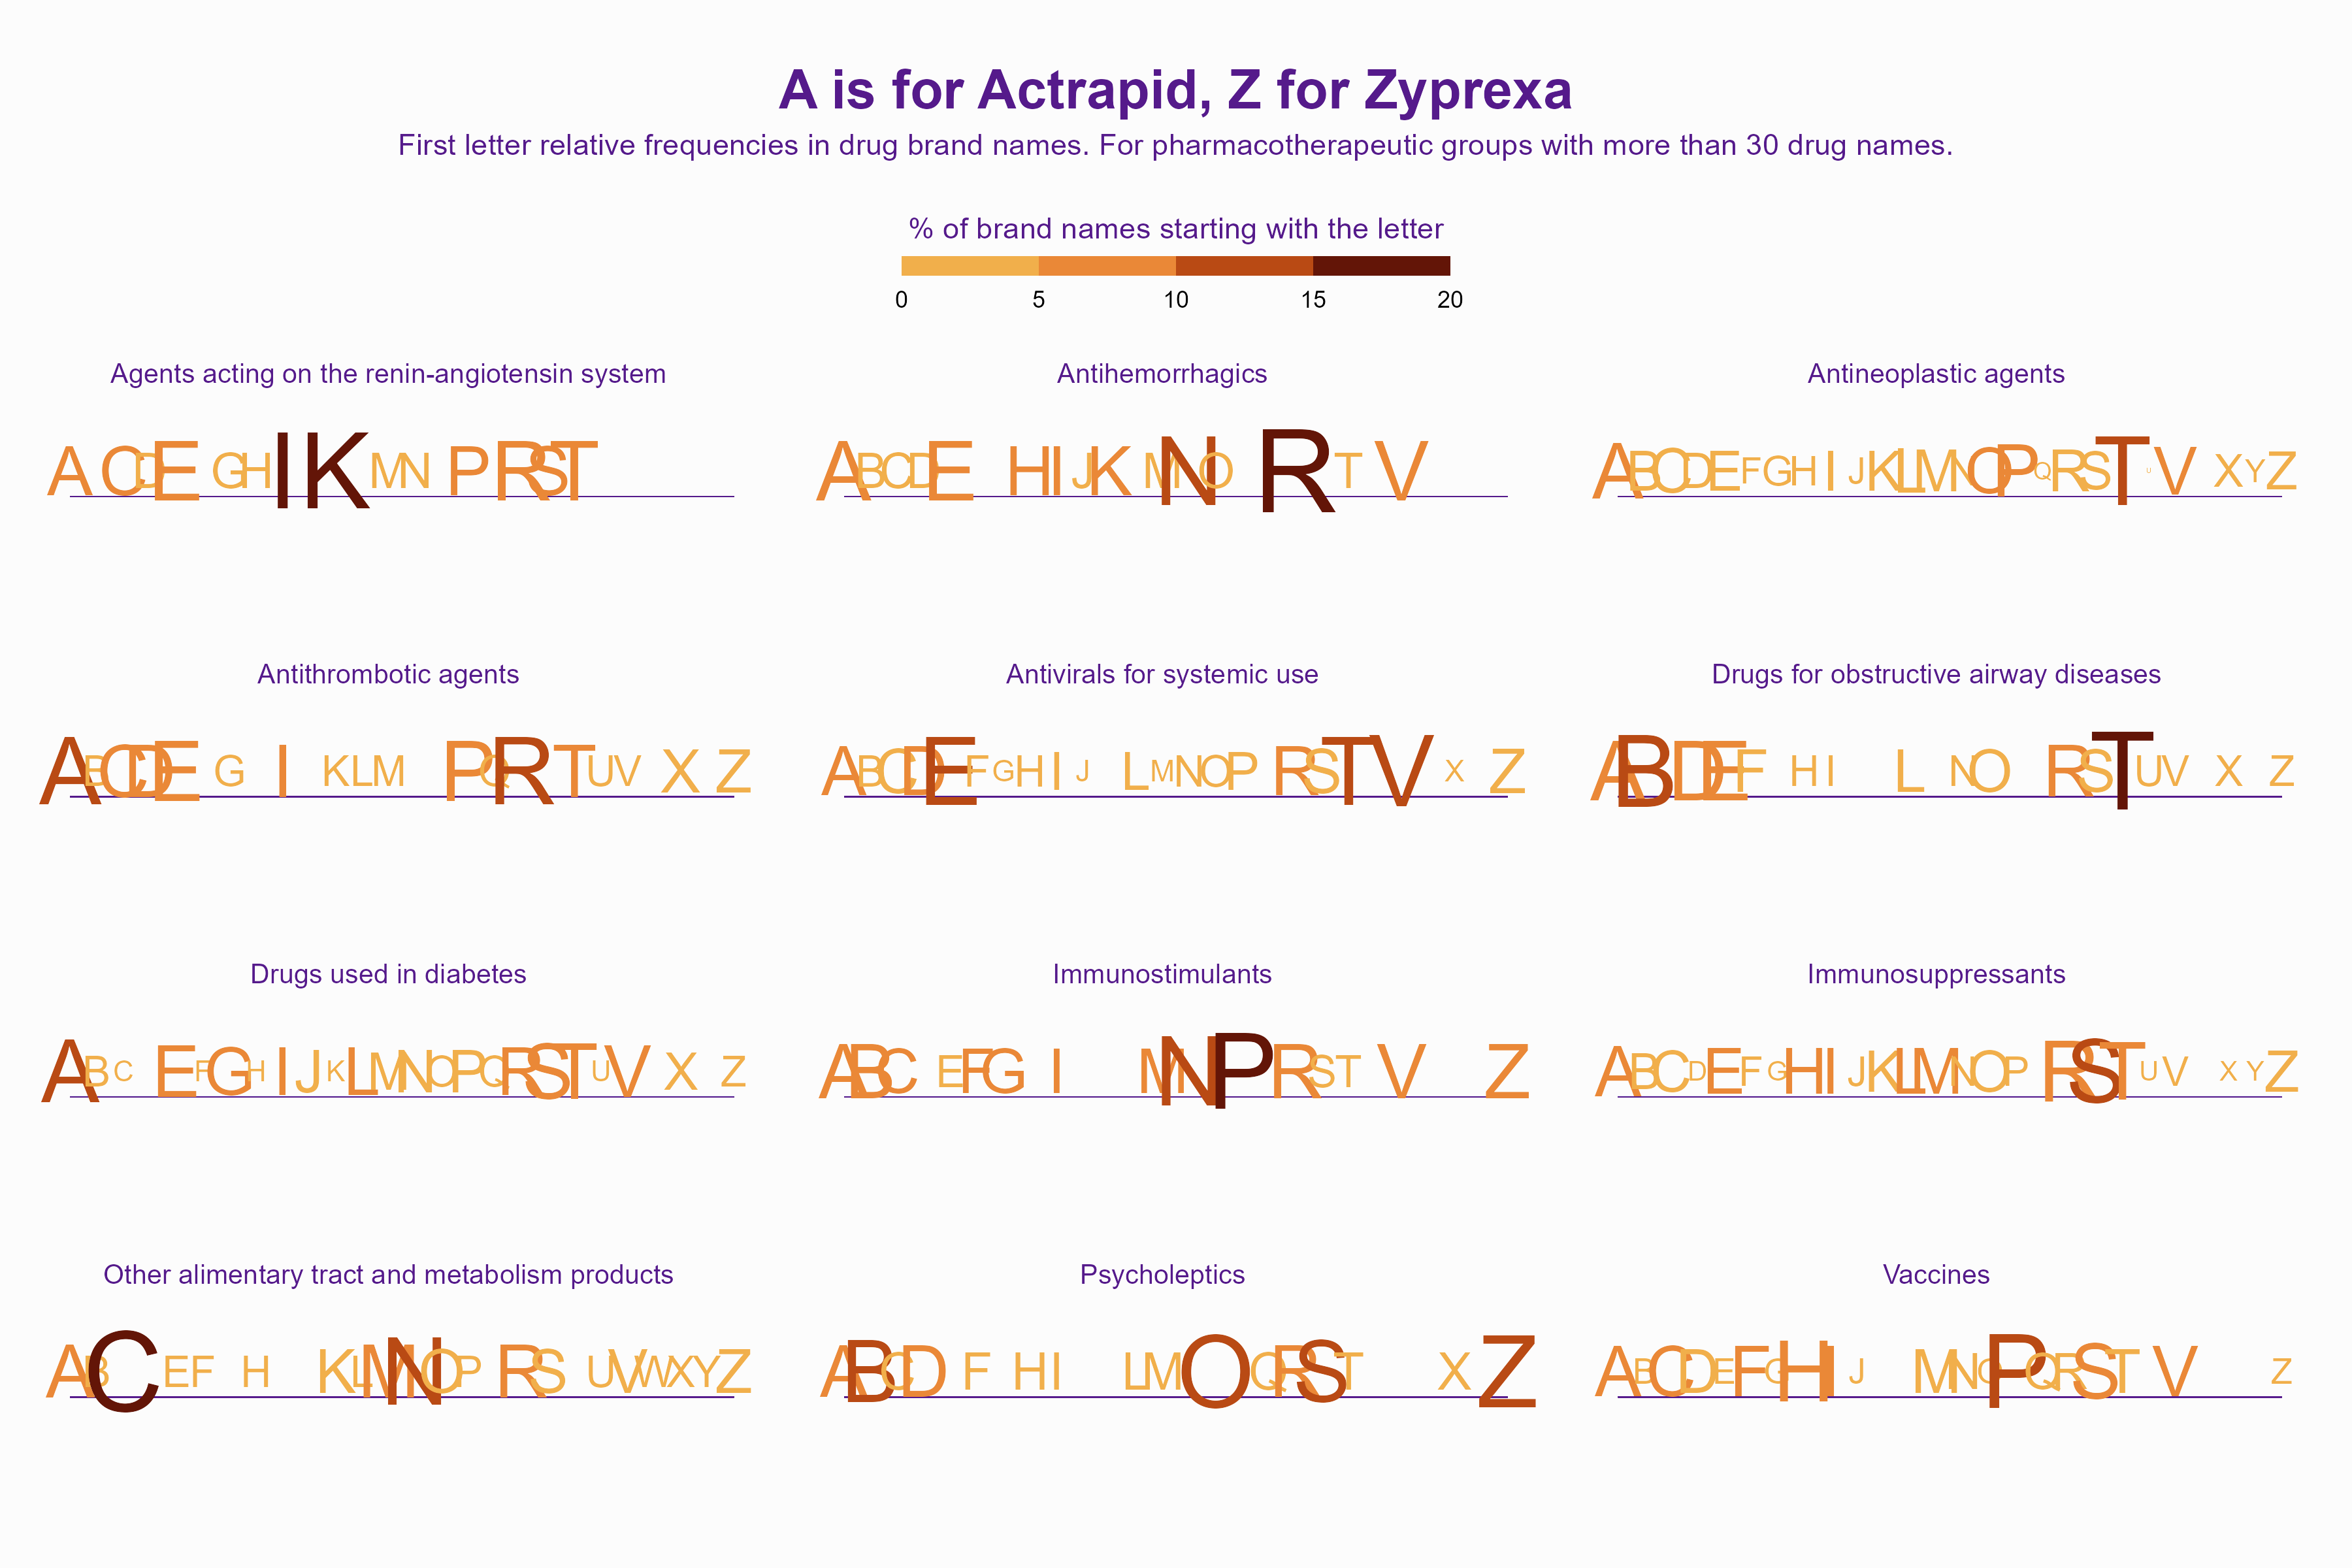 A is for Actrapid, Z for Zyprexa
First letter relative frequencies in drug brand names. For pharmacotherapeutic groups with more than 30 drug names.
% of brand names starting with the letter
0 5 10 15 20
Agents acting on the renin-angiotensin system
A C D E G H I K M N P R S T
Antihemorrhagics
A B C D E H I J K M N O R T V
Antineoplastic agents
A B C D E F G H I J K L M N O P Q R S T U V X Y Z
Antithrombotic agents
A B C D E G I K L M P Q R T U V X Z
Antivirals for systemic use
A B C D E F G H I J L M N O P R S T V X Z
Drugs for obstructive airway diseases
A B D E F H I L N O R S T U V X Z
Drugs used in diabetes
A B C E F G H I J K L M N O P Q R S T U V X Z
Immunostimulants
A B C E F G I M N P R S T V Z
Immunosuppressants
A B C D E F G H I J K L M N O P R S T U V X Y Z
Other alimentary tract and metabolism products
A B C E F H K L M N O P R S U V W X Y Z
Psycholeptics
A B C D F H I L M O Q R S T X Z
Vaccines
A B C D E F G H I J M N O P Q R S T V Z